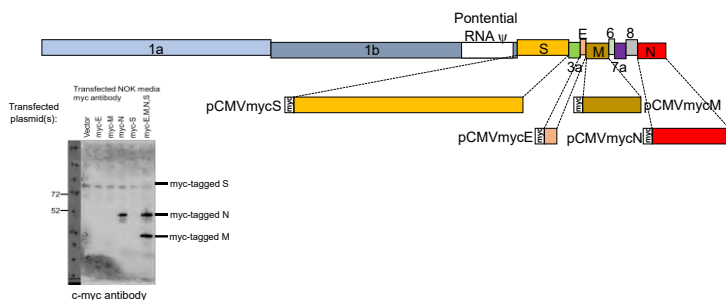 Pontential
RNA ψ
E
6
8
1a
1b
S
M
N
3a
7a
pCMVmycS
myc
myc
pCMVmycM
pCMVmycE
myc
pCMVmycN
myc
Transfected NOK media
myc antibody
Transfected
plasmid(s):
Vector
myc-E
myc-M
myc-N
myc-S
myc-E,M,N,S
72
52
myc-tagged S
myc-tagged N
myc-tagged M
c-myc antibody